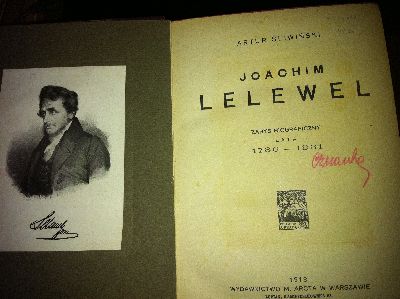 ARTUR ŚLIWIŃSKI
JOACHIM
LELEWEL
ZARYS BIOGRAFICZNY
LATA
1786 – 1831
1918
WYDAWNICTWO M. ARCTA W WARSZAWIE